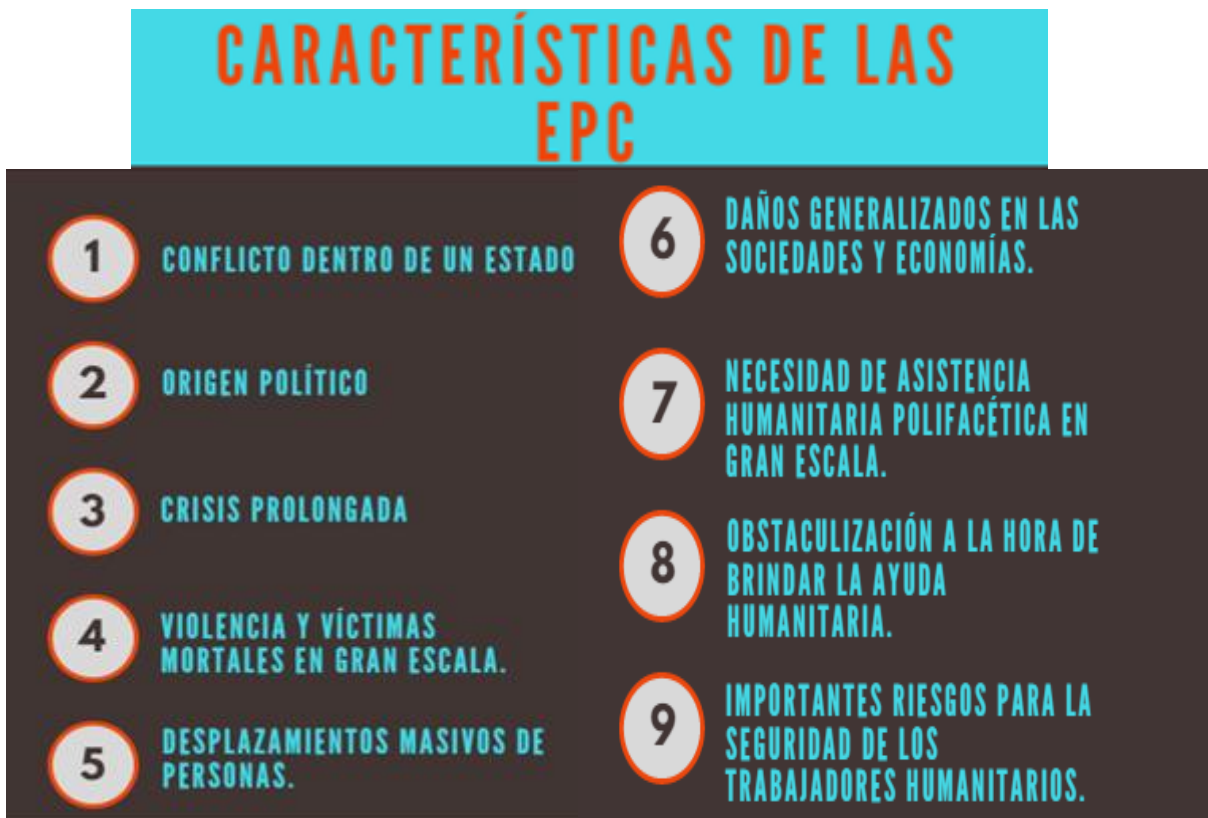 CARACTERÍSTICAS DE LAS
EPC
1
CONFLICTO DENTRO DE UN ESTADO
2
ORIGEN POLÍTICO
3
CRISIS PROLONGADA
4
VIOLENCIA Y VÍCTIMAS
MORTALES EN GRAN ESCALA.
5
DESPLAZAMIENTOS MASIVOS DE
PERSONAS.
6
DAÑOS GENERALIZADOS EN LAS
SOCIEDADES Y ECONOMÍAS.
7
NECESIDAD DE ASISTENCIA
HUMANITARIA POLIFACÉTICA EN
GRAN ESCALA.
8
OBSTACULIZACIÓN A LA HORA DE
BRINDAR LA AYUDA
HUMANITARIA.
9
IMPORTANTES RIESGOS PARA LA
SEGURIDAD DE LOS
TRABAJADORES HUMANITARIOS.